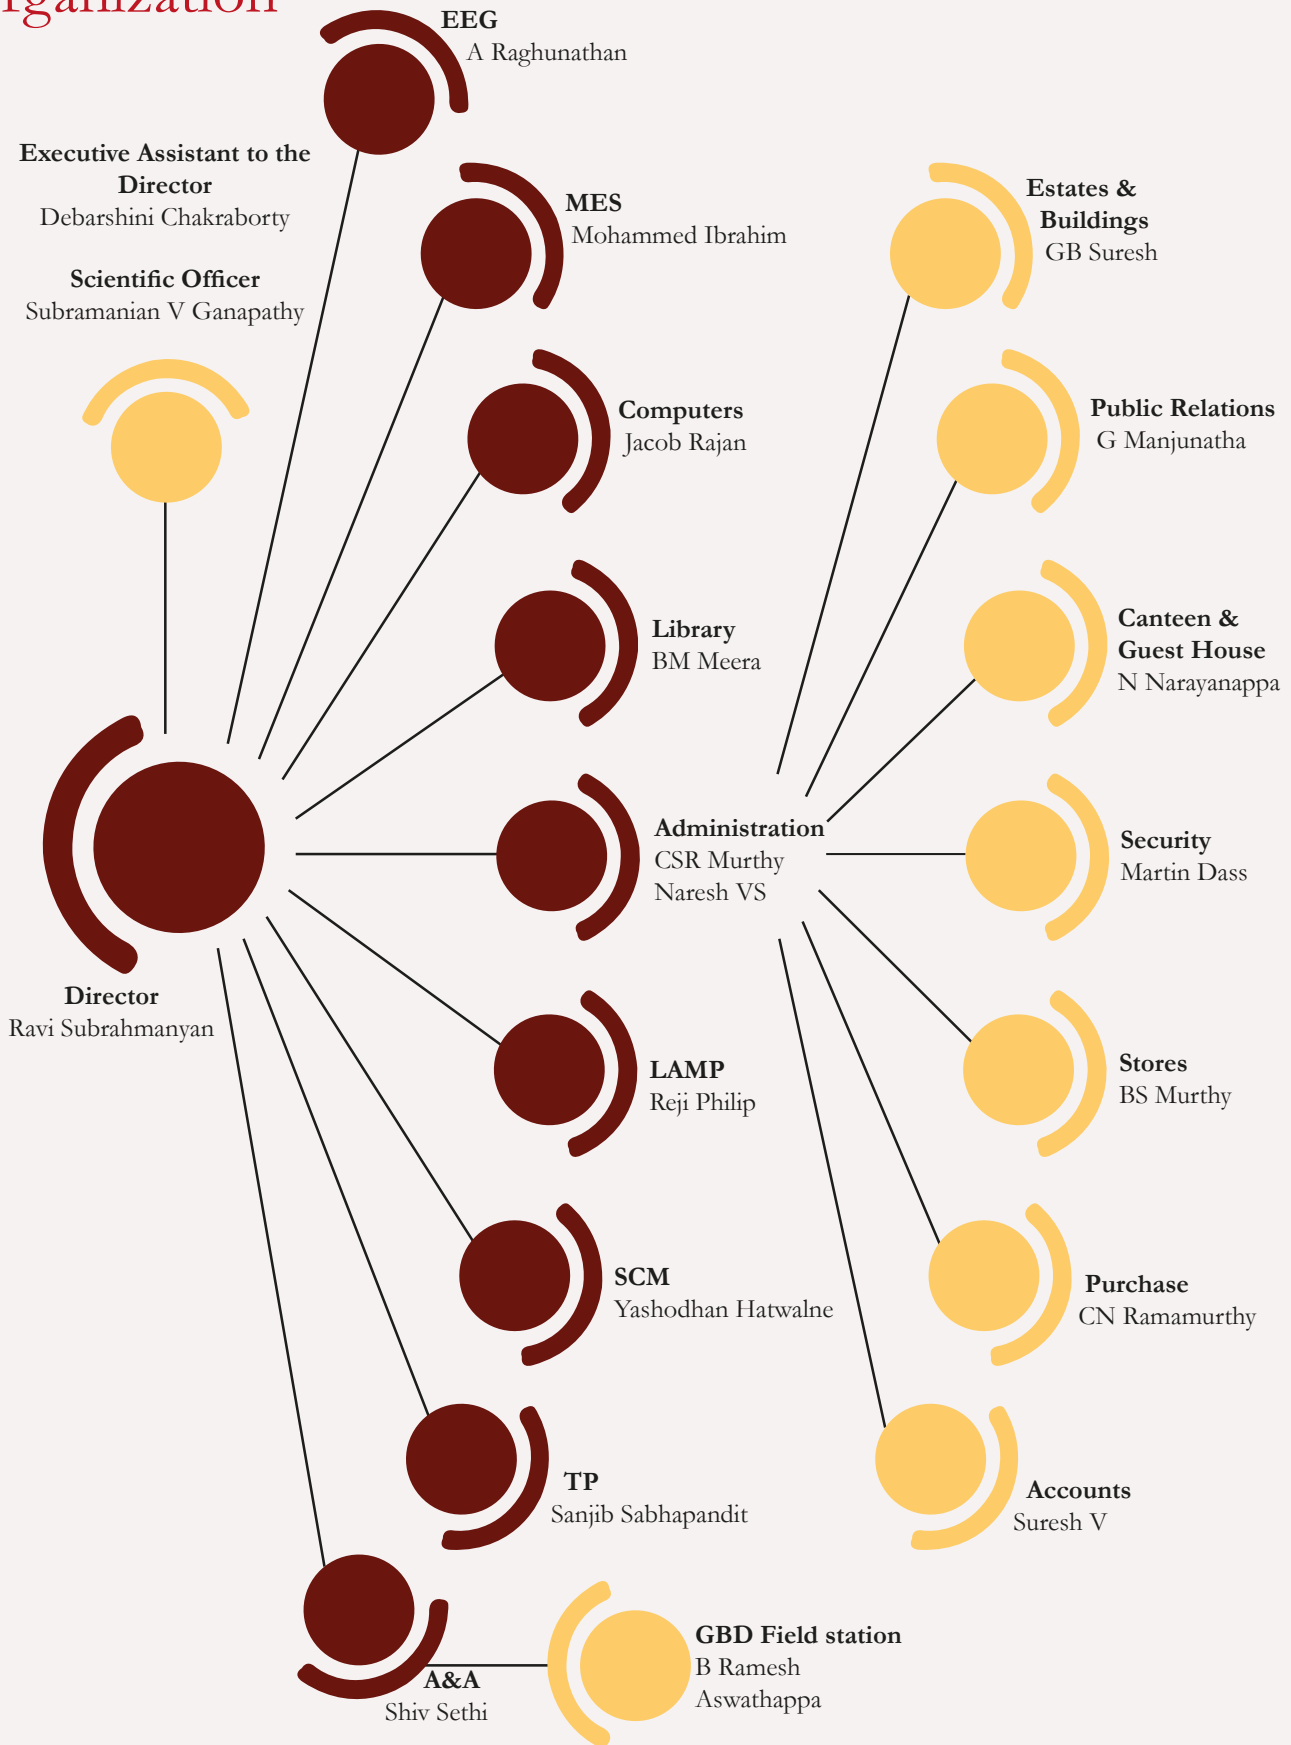 rganization
EEG
A Raghunathan
Executive Assistant to the
Director
Debarshini Chakraborty
Scientific Officer
Subramanian V Ganapathy
MES
Mohammed Ibrahim
Estates &
Buildings
GB Suresh
Computers
Jacob Rajan
Public Relations
G Manjunatha
Library
BM Meera
Canteen &
Guest House
N Narayanappa
Administration
CSR Murthy
Naresh VS
Security
Martin Dass
Director
Ravi Subrahmanyan
LAMP
Reji Philip
Stores
BS Murthy
SCM
Yashodhan Hatwalne
Purchase
CN Ramamurthy
TP
Sanjib Sabhapandit
Accounts
Suresh V
A&A
Shiv Sethi
GBD Field station
B Ramesh
Aswathappa